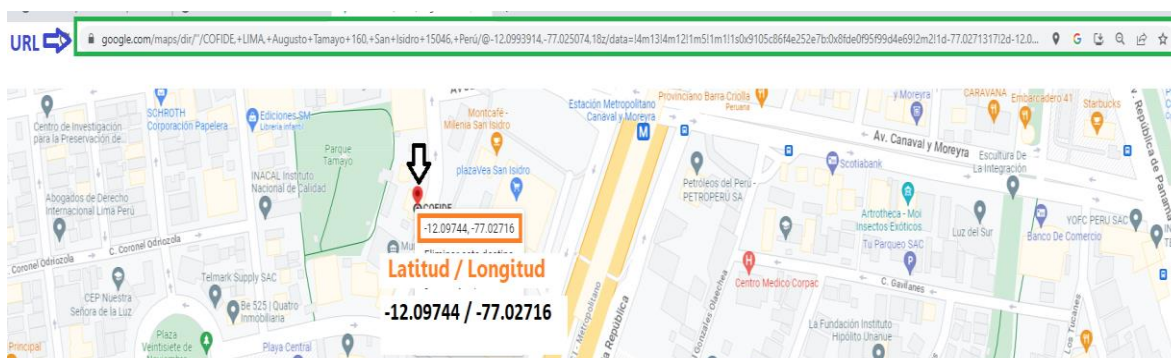 URL
google.com/maps/dir/''/COFIDE,+LIMA,+Augusto+Tamayo+160,+San+Isidro+15046,+Perú/@-12.0993914,-77.025074,18z/data=!4m13!4m12!1m5!1m1!1s0x9105c86f4e252e7b:0x8fde0f95f99d4e69!2m2!1d-77.0271317!2d-12.0...
Centro de Investigación
para la Preservación de...
SCHROTH
Corporación Papelera
Ediciones SM
Librería infantil
Montcafé -
Milenia San Isidro
Estación Metropolitano
Canaval y Moreyra
Provinciano Barra Criolla
Peruana
y Moreyra
CARAVANA
Embarcadero 41
Starbucks
Av. República de Panamá
Parque
Tamayo
INACAL Instituto
Nacional de Calidad
plazaVea San Isidro
M
Av. Canaval y Moreyra
Scotiabank
Escultura De
La Integración
Abogados de Derecho
Internacional Lima Perú
COFIDE
-12.09744,-77.02716
Petróleos del Perú -
PETROPERÚ SA
Artrotheca - Moi
Insectos Exóticos
Tu Parqueo SAC
Luz del Sur
YOFC PERU SAC
Banco De Comercio
C. Coronel Odriozola
Coronel Odriozola
Latitud / Longitud
-12.09744 / -77.02716
CEP Nuestra
Señora de la Luz
Telmark Supply SAC
Be 525 | Quatro
Inmobiliaria
Centro Medico Corpac
C. Gavilanes
Gonzales Olaechea
Metropolitano
a República
La Fundación Instituto
Hipólito Unanue
Los Tucanes
Principal
Plaza
Veintisiete de
Playa Central